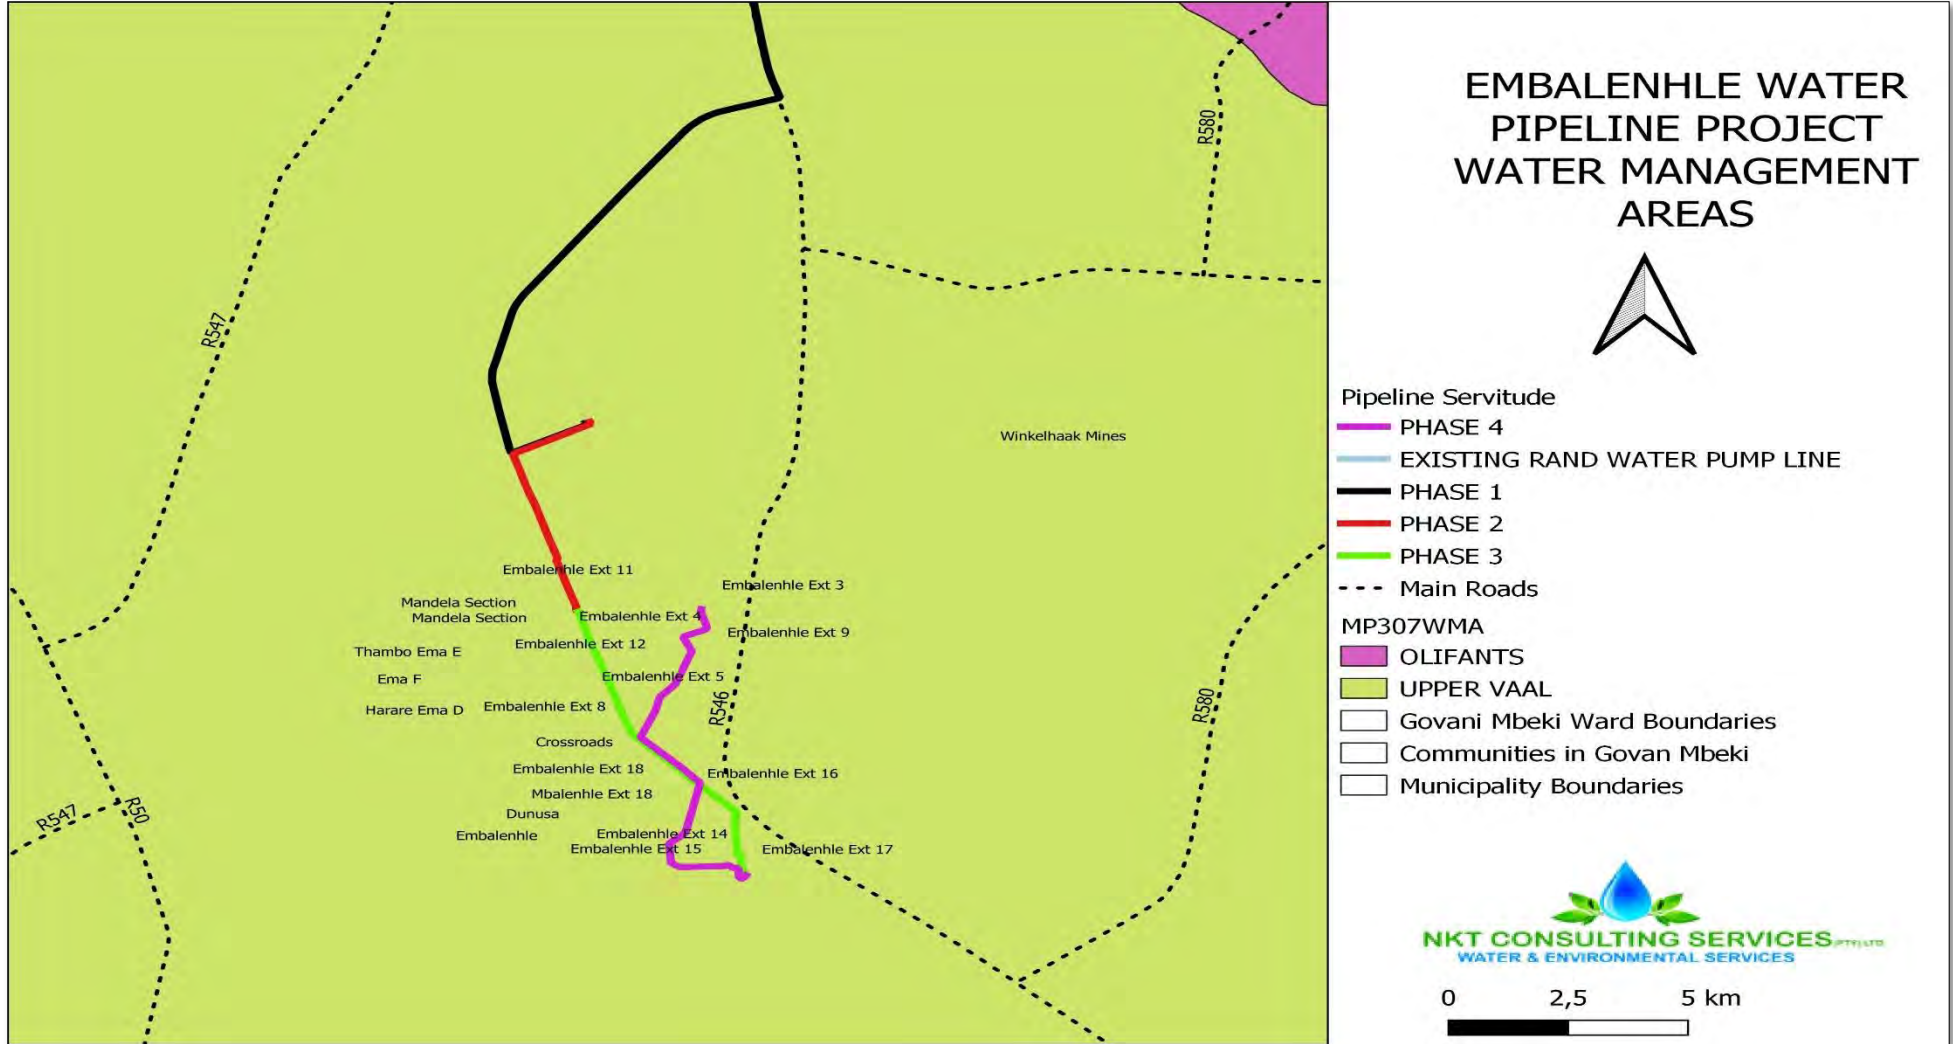 EMBALENHLE WATER
PIPELINE PROJECT
WATER MANAGEMENT
AREAS
Pipeline Servitude
PHASE 4
EXISTING RAND WATER PUMP LINE
PHASE 1
PHASE 2
PHASE 3
Main Roads
MP307WMA
OLIFANTS
UPPER VAAL
Govani Mbeki Ward Boundaries
Communities in Govan Mbeki
Municipality Boundaries
NKT CONSULTING SERVICES (PTY) LTD
WATER & ENVIRONMENTAL SERVICES
0 2,5 5 km
R580
R547
Winkelhaak Mines
Embalenhle Ext 11
Embalenhle Ext 3
Mandela Section
Mandela Section
Embalenhle Ext 4
Embalenhle Ext 9
Embalenhle Ext 12
Thambo Ema E
Ema F
Embalenhle Ext 5
Harare Ema D
Embalenhle Ext 8
R546
R580
Crossroads
Embalenhle Ext 18
Embalenhle Ext 16
Mbalenhle Ext 18
Dunusa
R547
R50
Embalenhle
Embalenhle Ext 14
Embalenhle Ext 15
Embalenhle Ext 17